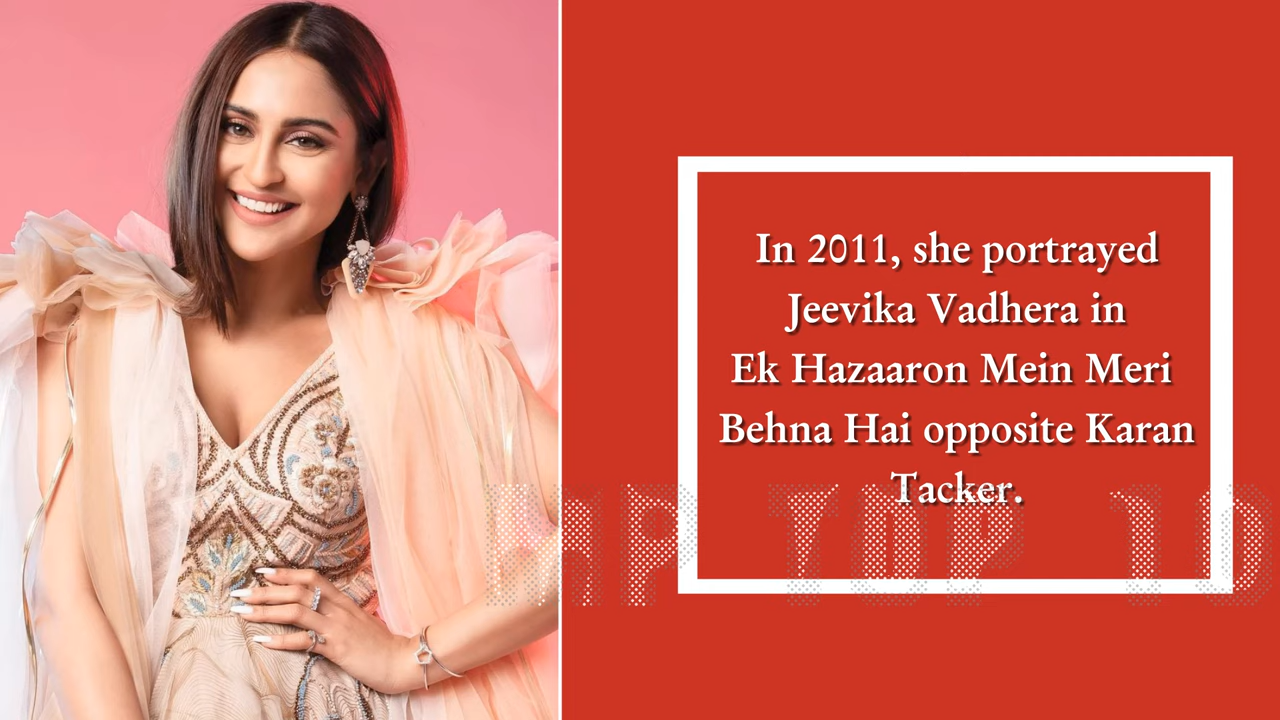 In 2011, she portrayed
Jeevika Vadhera in
Ek Hazaaron Mein Meri
Behna Hai opposite Karan
Tacker.
TOP 10